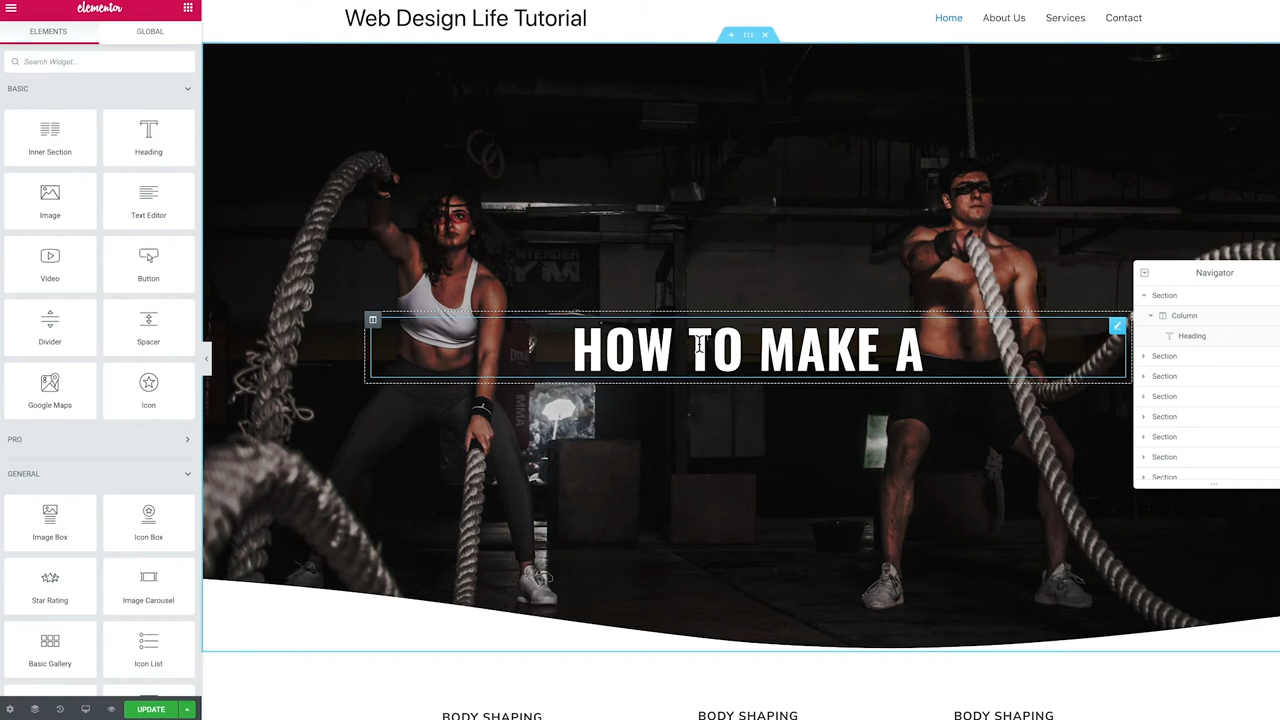 elementor
Web Design Life Tutorial
Home About Us Services Contact
ELEMENTS GLOBAL
Search Widget...
BASIC
Inner Section Heading
Image Text Editor
Video Button
Divider Spacer
Google Maps Icon
PRO
GENERAL
Image Box Icon Box
Star Rating Image Carousel
Basic Gallery Icon List
UPDATE
HOW TO MAKE A
Navigator
Section
Column
Heading
Section
Section
Section
Section
Section
Section
Section
BODY SHAPING BODY SHAPING BODY SHAPING